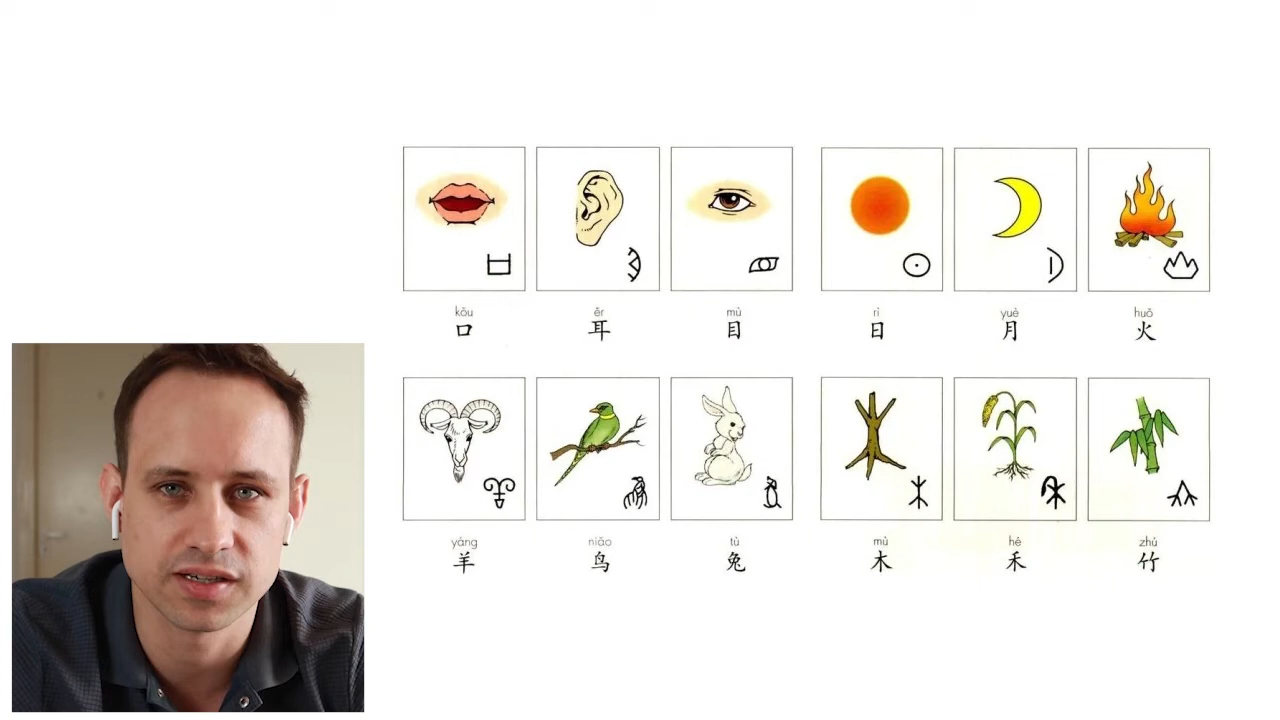 kǒu ěr mù rì yuè huǒ
口 耳 目 日 月 火
yáng niǎo tù mù hé zhú
羊 鸟 兔 木 禾 竹